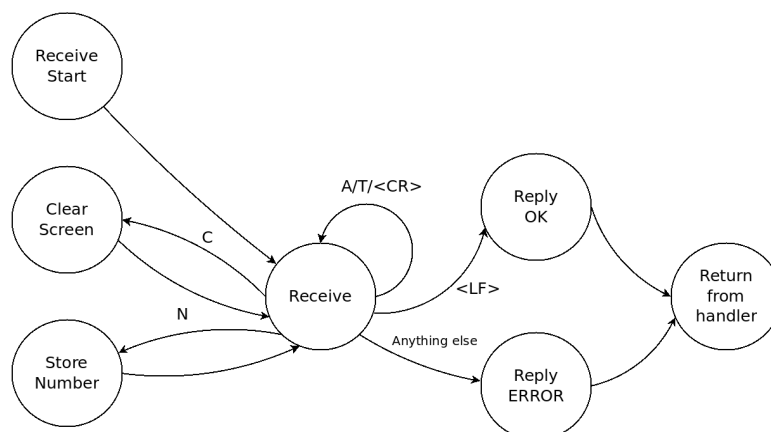 Receive
Start
Clear
Screen
C
N
Store
Number
Receive
A/T/<CR>
<LF>
Anything else
Reply
OK
Reply
ERROR
Return
from
handler